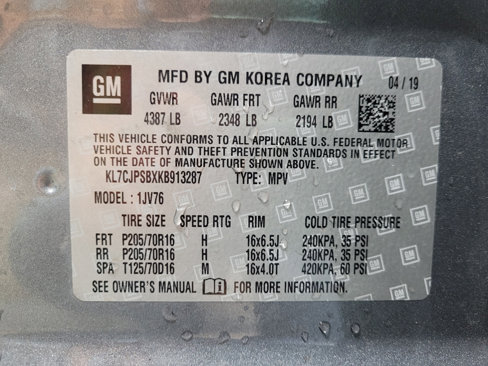 GM MFD BY GM KOREA COMPANY 04 / 19
GVWR GAWR FRT GAWR RR
4387 LB 2348 LB 2194 LB
THIS VEHICLE CONFORMS TO ALL APPLICABLE U.S. FEDERAL MOTOR
VEHICLE SAFETY AND THEFT PREVENTION STANDARDS IN EFFECT
ON THE DATE OF MANUFACTURE SHOWN ABOVE.
KL7CJPSBXKB913287 TYPE: MPV
MODEL: 1JV76
TIRE SIZE SPEED RTG RIM COLD TIRE PRESSURE
FRT P205/70R16 H 16x6.5J 240KPA, 35 PSI
RR P205/70R16 H 16x6.5J 240KPA, 35 PSI
SPA T125/70D16 M 16x4.0T 420KPA, 60 PSI
SEE OWNER'S MANUAL FOR MORE INFORMATION.